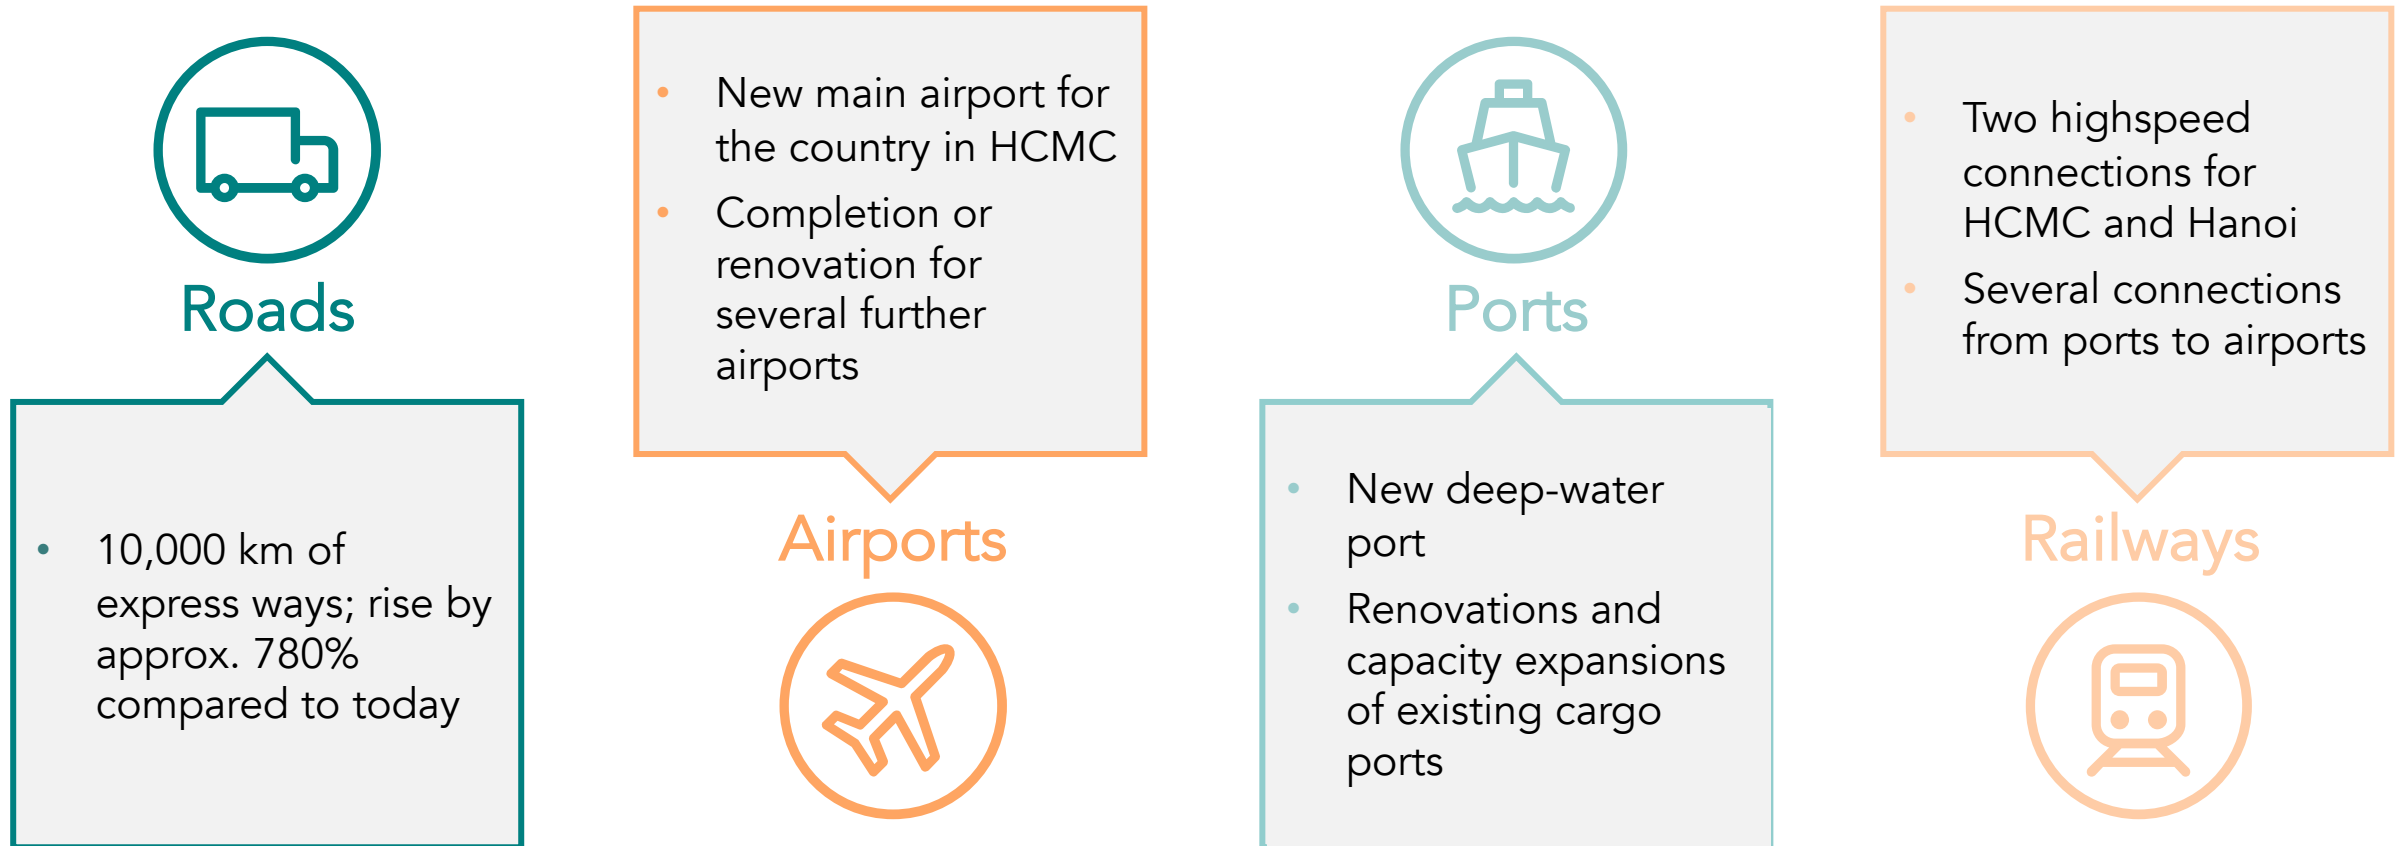 Roads
• 10,000 km of
express ways; rise by
approx. 780%
compared to today
• New main airport for
the country in HCMC
• Completion or
renovation for
several further
airports
Airports
Ports
• New deep-water
port
• Renovations and
capacity expansions
of existing cargo
ports
• Two highspeed
connections for
HCMC and Hanoi
• Several connections
from ports to airports
Railways